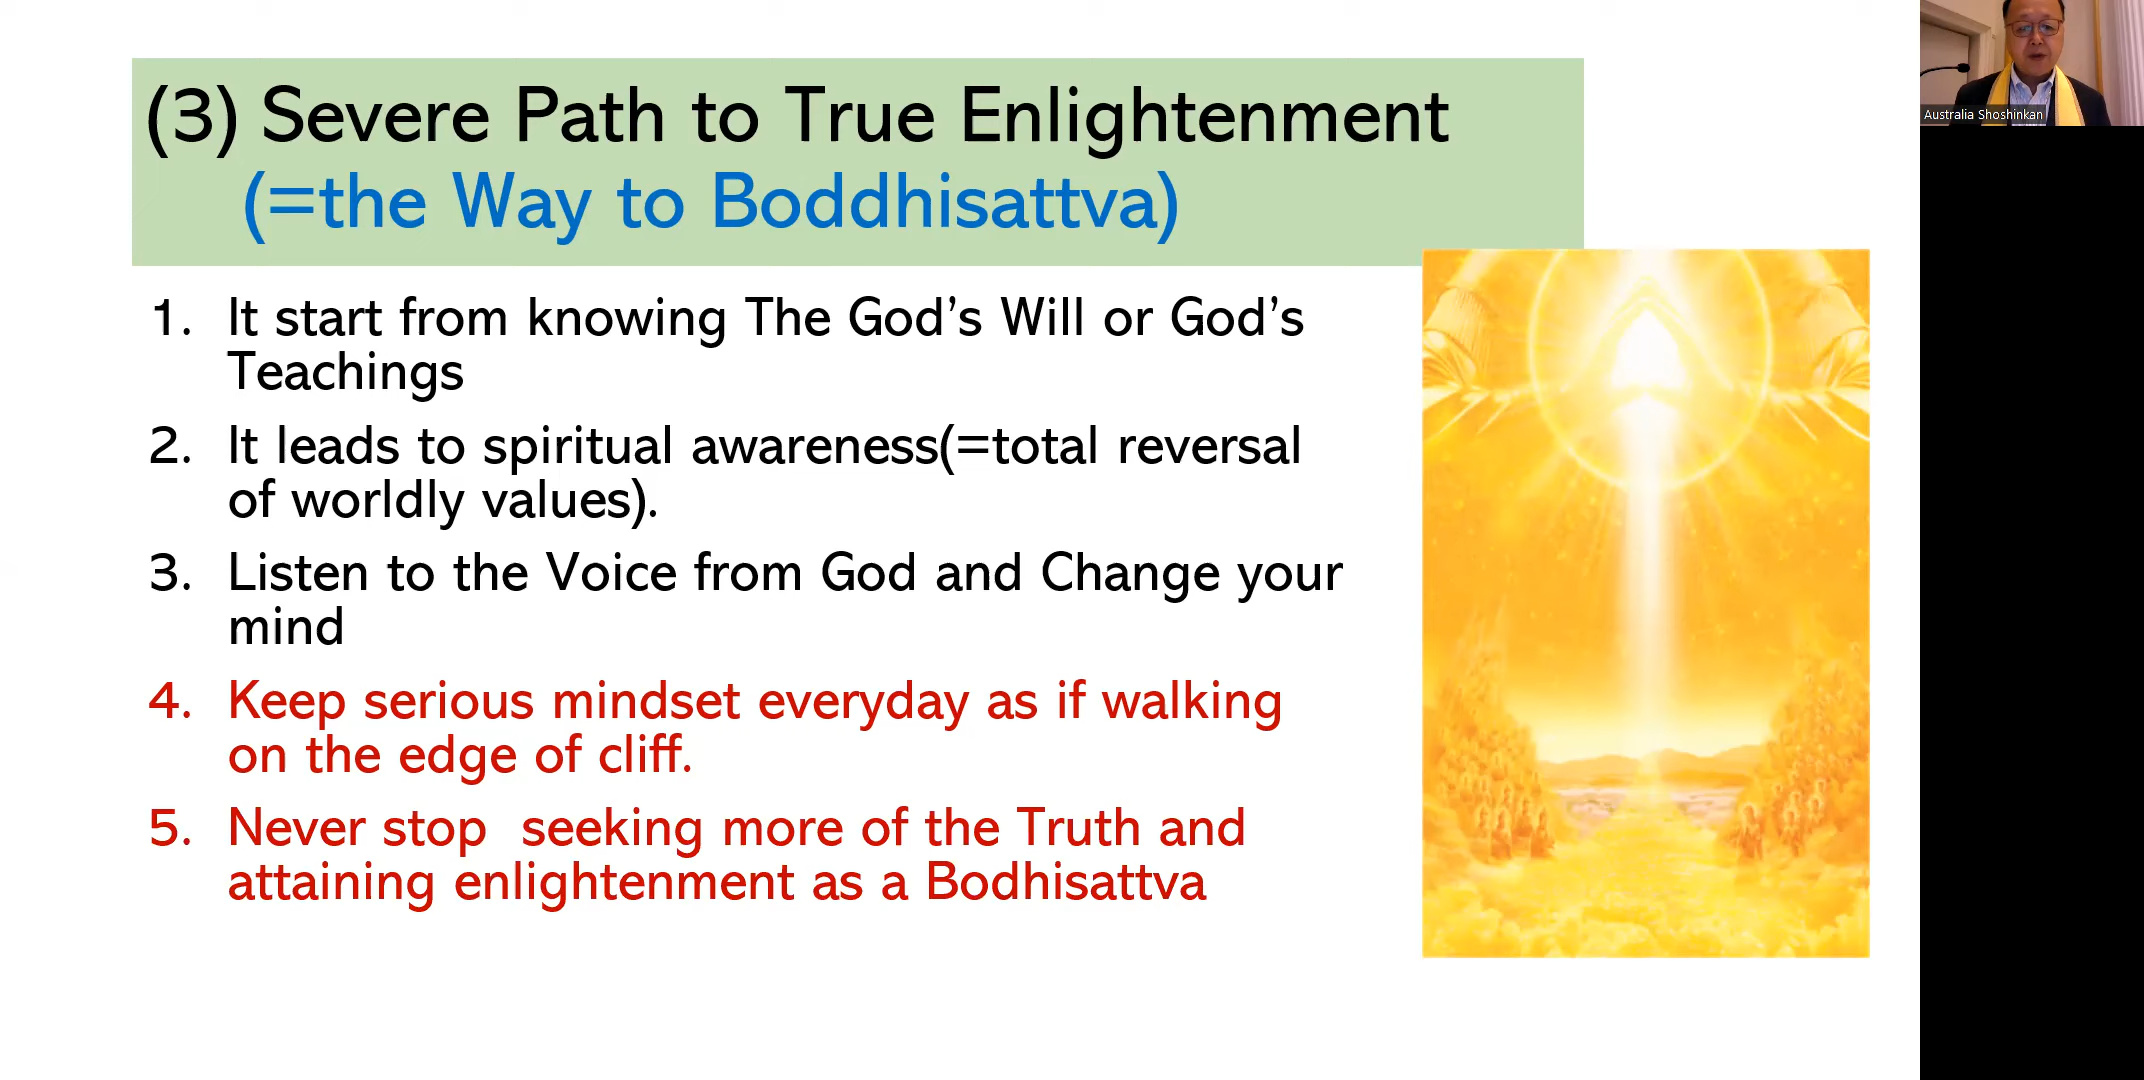 (3) Severe Path to True Enlightenment
(=the Way to Boddhisattva)
1. It start from knowing The God’s Will or God’s
Teachings
2. It leads to spiritual awareness(=total reversal
of worldly values).
3. Listen to the Voice from God and Change your
mind
4. Keep serious mindset everyday as if walking
on the edge of cliff.
5. Never stop  seeking more of the Truth and
attaining enlightenment as a Bodhisattva
Australia Shoshinkan